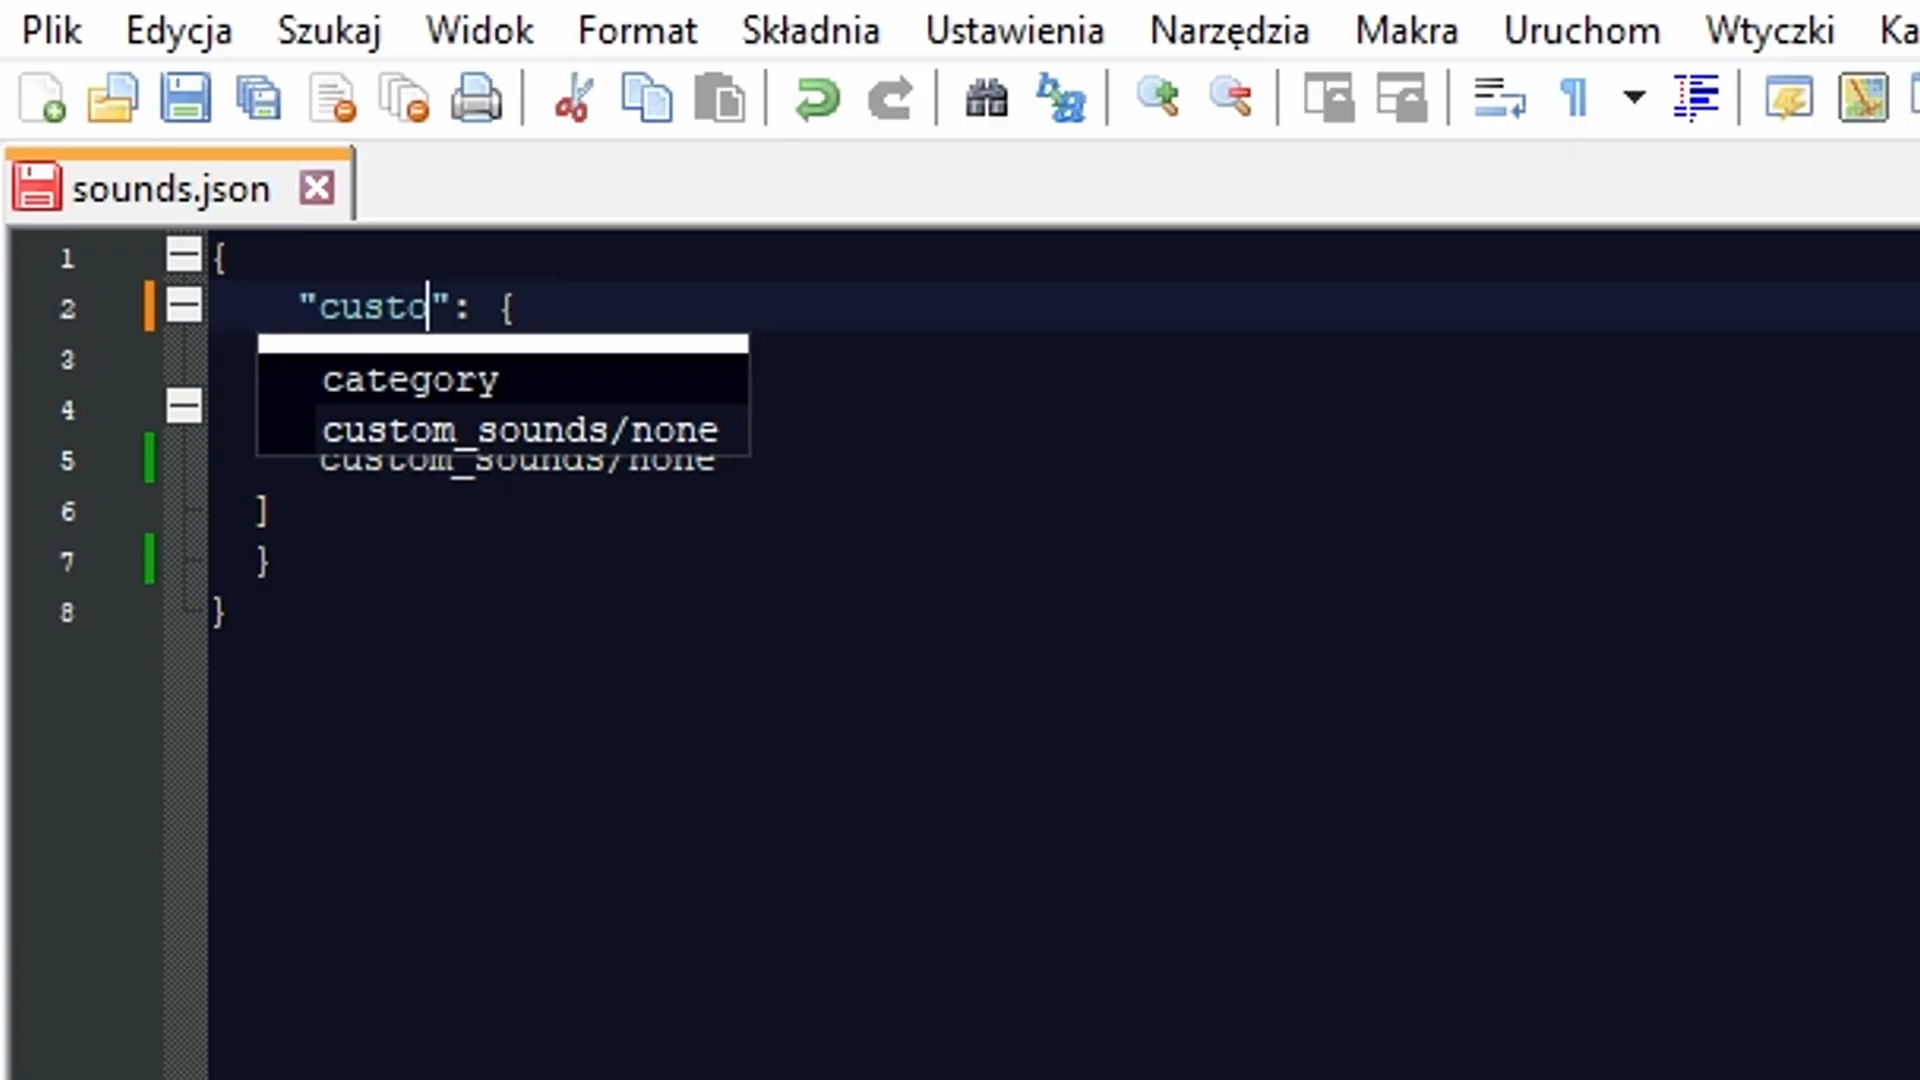 Plik Edycja Szukaj Widok Format Składnia Ustawienia Narzędzia Makra Uruchom Wtyczki Ka
sounds.json
1 {
2 "custo": {
3
category
4
custom_sounds/none
5 custom_sounds/none
6 ]
7 }
8 }